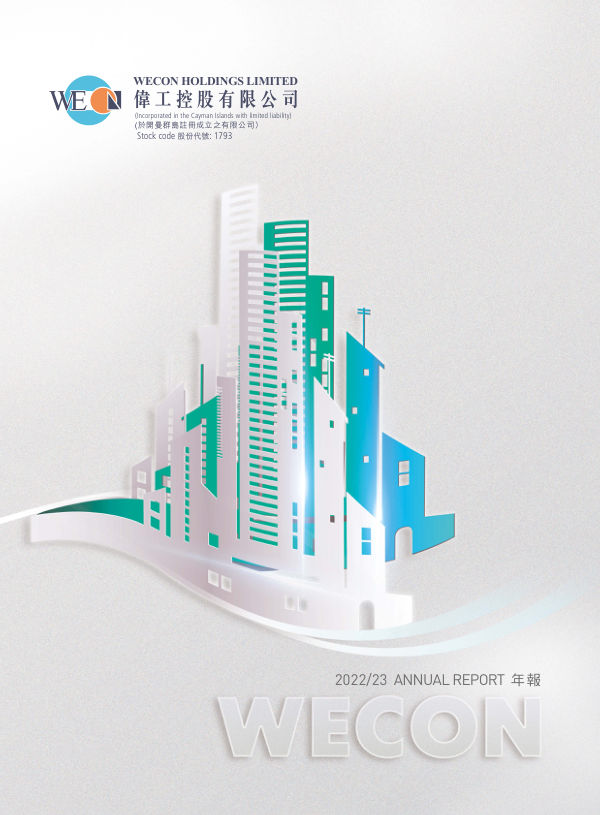 WECON
WECON HOLDINGS LIMITED
偉工控股有限公司
(Incorporated in the Cayman Islands with limited liability)
(於開曼群島註冊成立之有限公司)
Stock code 股份代號: 1793
2022/23 ANNUAL REPORT 年報
WECON